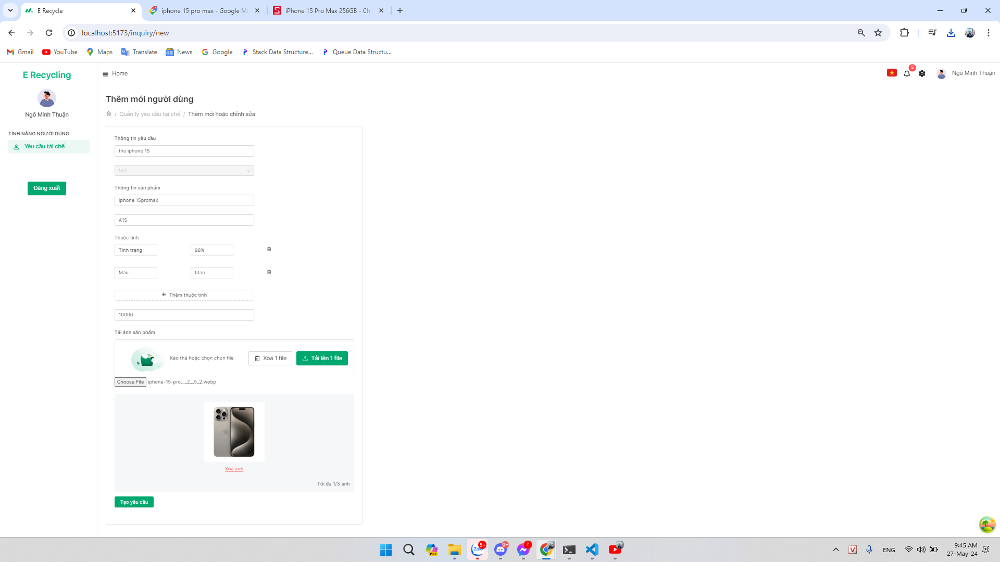 E Recycle
iphone 15 pro max - Google M
iPhone 15 Pro Max 256GB - Chí
localhost:5173/inquiry/new
Gmail
YouTube
Maps
Translate
News
Google
Stack Data Structure...
Queue Data Structu...
E Recycling
Ngô Minh Thuận
TÍNH NĂNG NGƯỜI DÙNG
Yêu cầu tái chế
Đăng xuất
Home
5
Ngô Minh Thuận
Thêm mới người dùng
/ Quản lý yêu cầu tái chế / Thêm mới hoặc chỉnh sửa
Thông tin yêu cầu
thu iphone 15
Mới
Thông tin sản phẩm
Iphone 15promax
A15
Thuộc tính
Tình trạng
98%
Màu
titan
Thêm thuộc tính
10000
Tải ảnh sản phẩm
Kéo thả hoặc chọn chọn file
Xoá 1 file
Tải lên 1 file
Choose File iphone-15-pro..._2__5_2.webp
Xoá ảnh
Tối đa 1/3 ảnh
Tạo yêu cầu
PRE
Zalo
5+
9+
7
V
ENG
9:45 AM
27-May-24